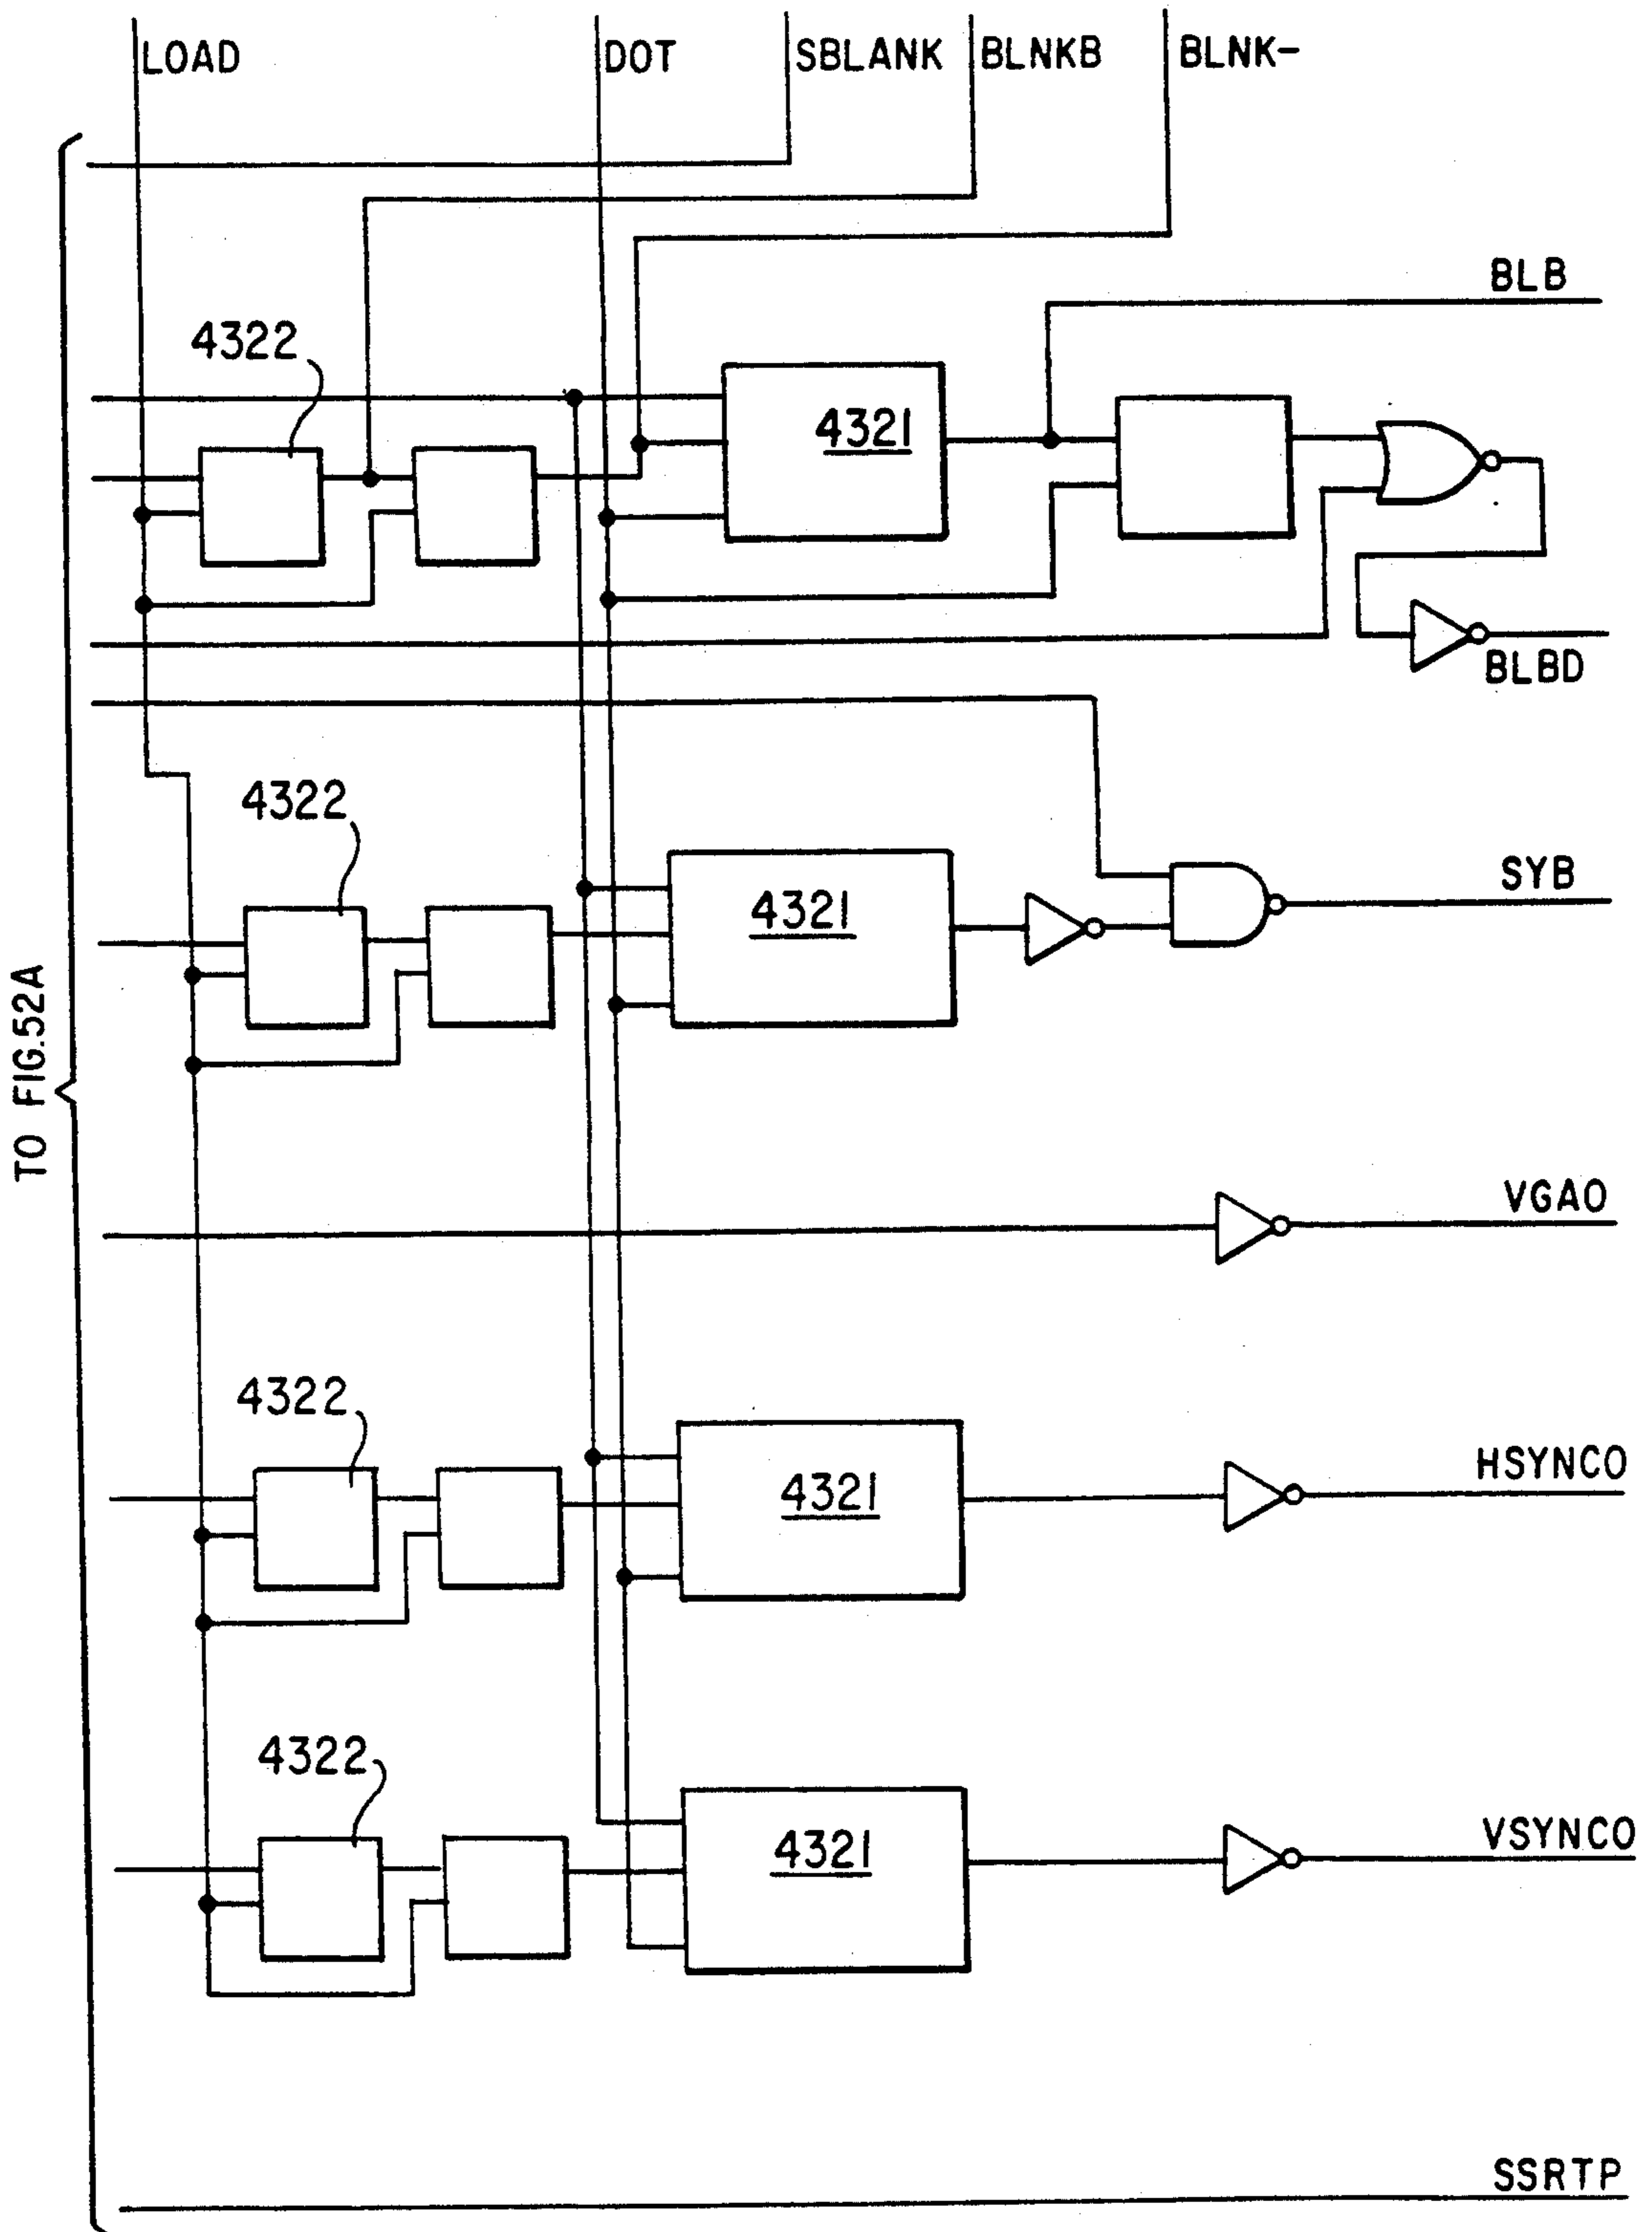 LOAD
DOT
SBLANK
BLNKB
BLNK-
BLB
4322
4321
BLBD
4322
4321
SYB
TO FIG.52A
VGAO
4322
4321
HSYNCO
4322
4321
VSYNCO
SSRTP